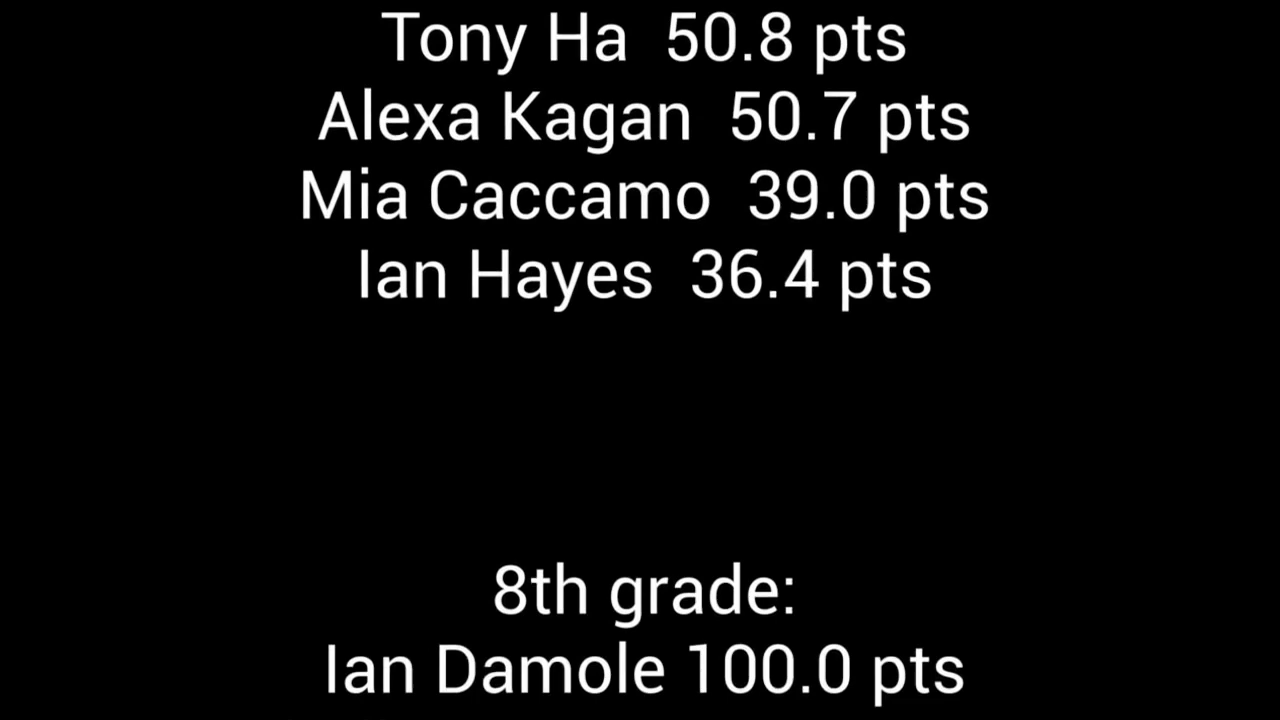 Tony Ha  50.8 pts
Alexa Kagan  50.7 pts
Mia Caccamo  39.0 pts
Ian Hayes  36.4 pts
8th grade:
Ian Damole 100.0 pts